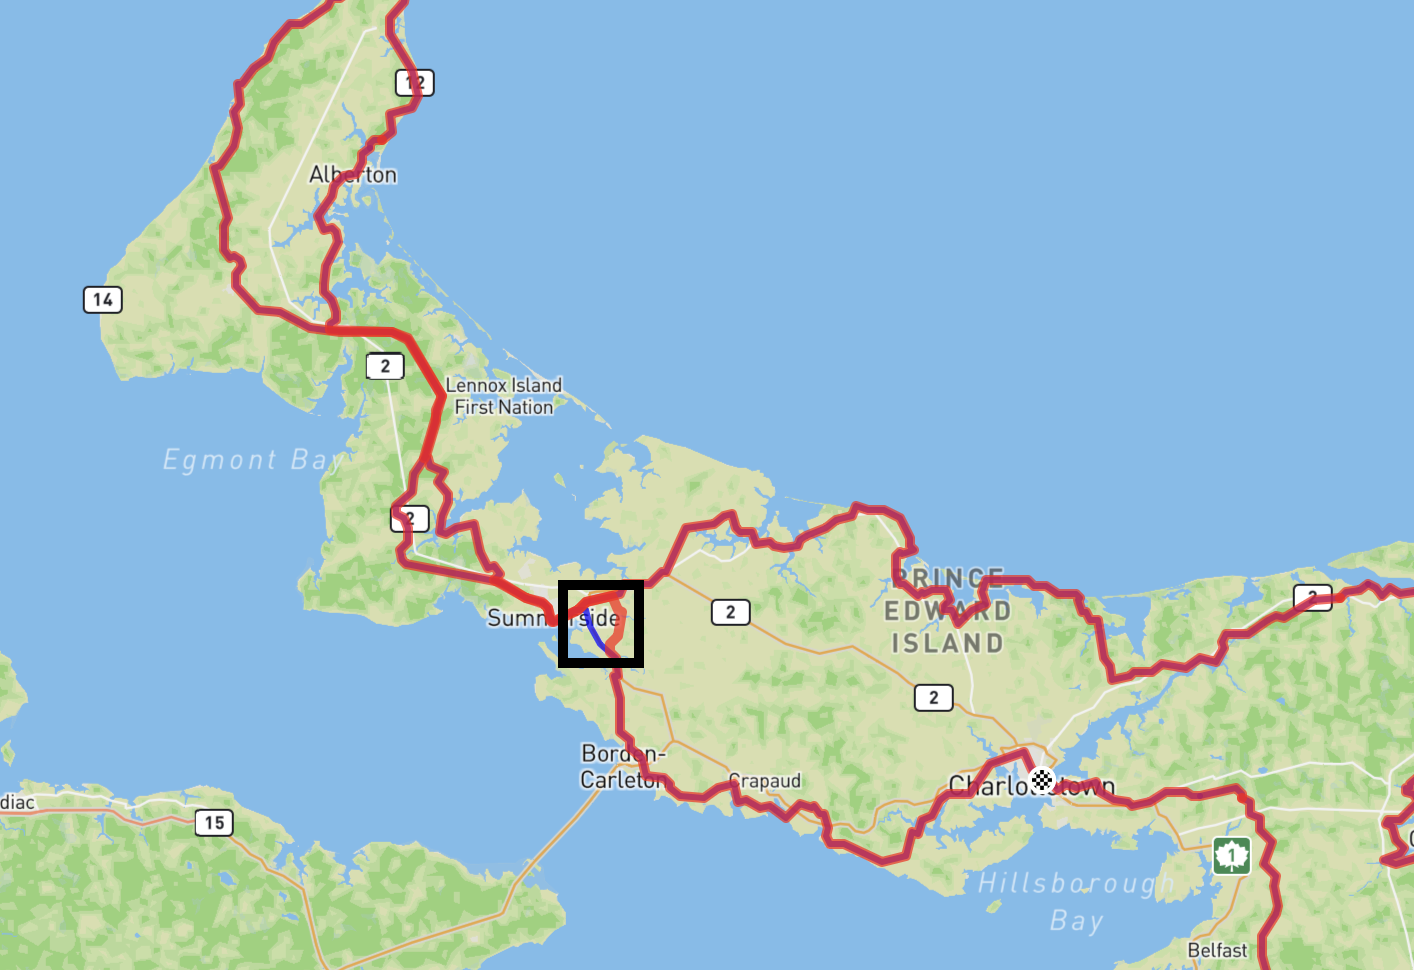 12
Alberton
14
2
Lennox Island
First Nation
Egmont Bay
2
PRINCE
EDWARD
ISLAND
2
2
2
Borden-
Carleton
Crapaud
Charlottetown
diac
15
1
Hillsborough
Bay
Belfast